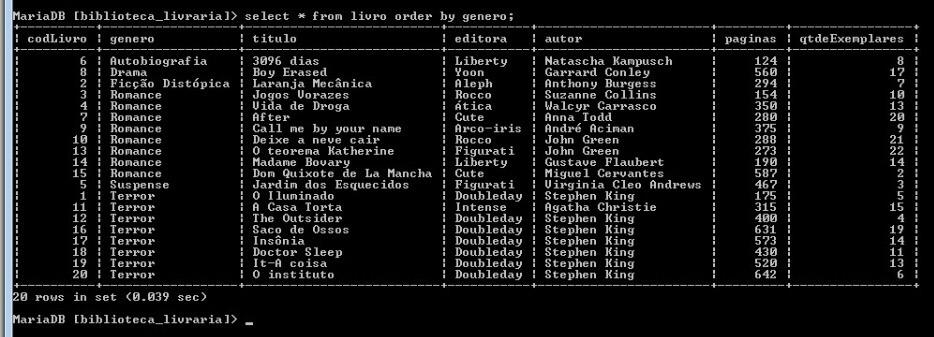 MariaDB [biblioteca_livraria]> select * from livro order by genero;
+----------+------------------+-------------------------+-----------+-----------------------+---------+----------------+
| codLivro | genero | titulo | editora | autor | paginas | qtdeExemplares |
+----------+------------------+-------------------------+-----------+-----------------------+---------+----------------+
| 6 | Autobiografia | 3096 dias | Liberty | Natascha Kampusch | 124 | 8 |
| 8 | Drama | Boy Erased | Yoon | Garrard Conley | 560 | 17 |
| 2 | Ficção Distópica | Laranja Mecânica | Aleph | Anthony Burgess | 294 | 7 |
| 3 | Romance | Jogos Vorazes | Rocco | Suzanne Collins | 154 | 10 |
| 4 | Romance | Vida de Droga | Ática | Walcyr Carrasco | 350 | 13 |
| 7 | Romance | After | Cute | Anna Todd | 280 | 20 |
| 9 | Romance | Call me by your name | Arco-iris | André Aciman | 375 | 9 |
| 10 | Romance | Deixe a neve cair | Rocco | John Green | 288 | 21 |
| 13 | Romance | O teorema Katherine | Figurati | John Green | 273 | 22 |
| 14 | Romance | Madame Bovary | Liberty | Gustave Flaubert | 190 | 14 |
| 15 | Romance | Dom Quixote de La Mancha | Cute | Miguel Cervantes | 587 | 2 |
| 5 | Suspense | Jardim dos Esquecidos | Figurati | Virginia Cleo Andrews | 467 | 3 |
| 1 | Terror | O Iluminado | Doubleday | Stephen King | 175 | 5 |
| 11 | Terror | A Casa Torta | Intense | Agatha Christie | 315 | 15 |
| 12 | Terror | The Outsider | Doubleday | Stephen King | 400 | 4 |
| 16 | Terror | Saco de Ossos | Doubleday | Stephen King | 631 | 19 |
| 17 | Terror | Insônia | Doubleday | Stephen King | 573 | 14 |
| 18 | Terror | Doctor Sleep | Doubleday | Stephen King | 430 | 11 |
| 19 | Terror | It-A coisa | Doubleday | Stephen King | 520 | 13 |
| 20 | Terror | O instituto | Doubleday | Stephen King | 642 | 6 |
+----------+------------------+-------------------------+-----------+-----------------------+---------+----------------+
20 rows in set (0.039 sec)
MariaDB [biblioteca_livraria]> _